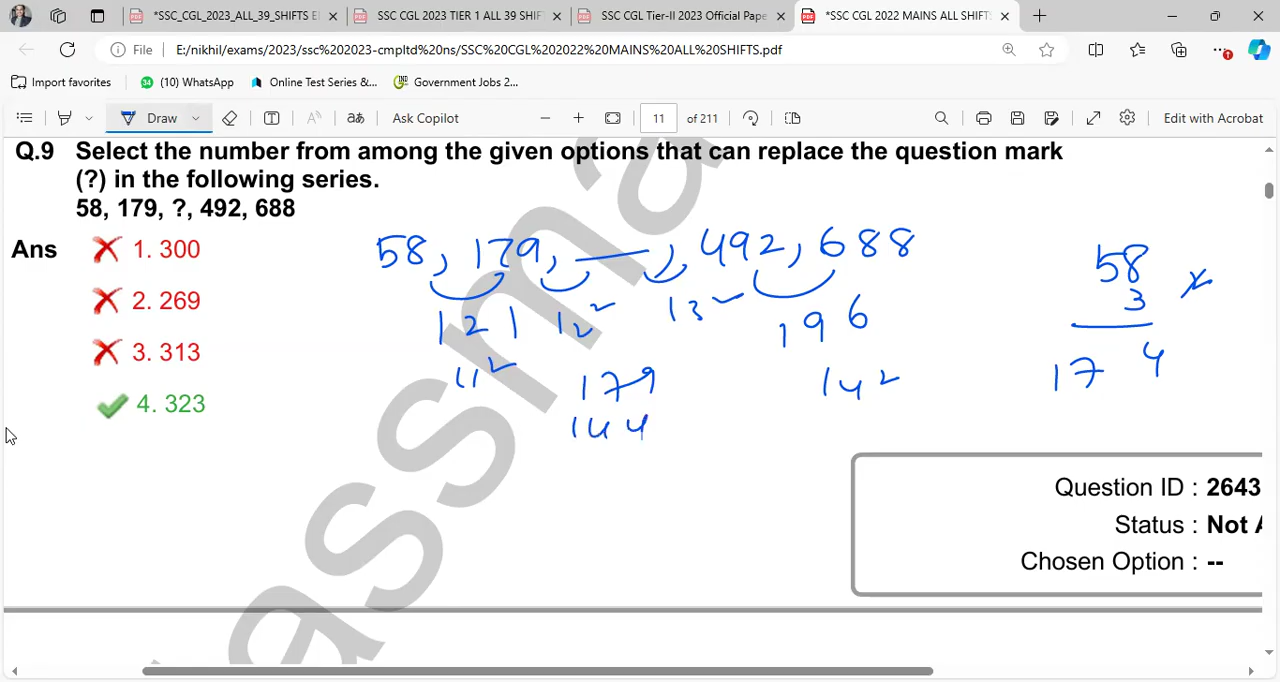 *SSC_CGL_2023_ALL_39_SHIFTS EI
SSC CGL 2023 TIER 1 ALL 39 SHIF
SSC CGL Tier-II 2023 Official Pape
*SSC CGL 2022 MAINS ALL SHIFTS
File E:/nikhil/exams/2023/ssc%202023-cmpltd%20ns/SSC%20CGL%202022%20MAINS%20ALL%20SHIFTS.pdf
Import favorites (10) WhatsApp Online Test Series &... Government Jobs 2...
Draw Ask Copilot 11 of 211 Edit with Acrobat
Q.9 Select the number from among the given options that can replace the question mark
(?) in the following series.
58, 179, ?, 492, 688
Ans 1. 300
2. 269
3. 313
4. 323
58, 179, __, 492, 688
121 12² 13² 196
11² 179 14²
144
58
3
174
assma
Question ID : 2643
Status : Not A
Chosen Option : --